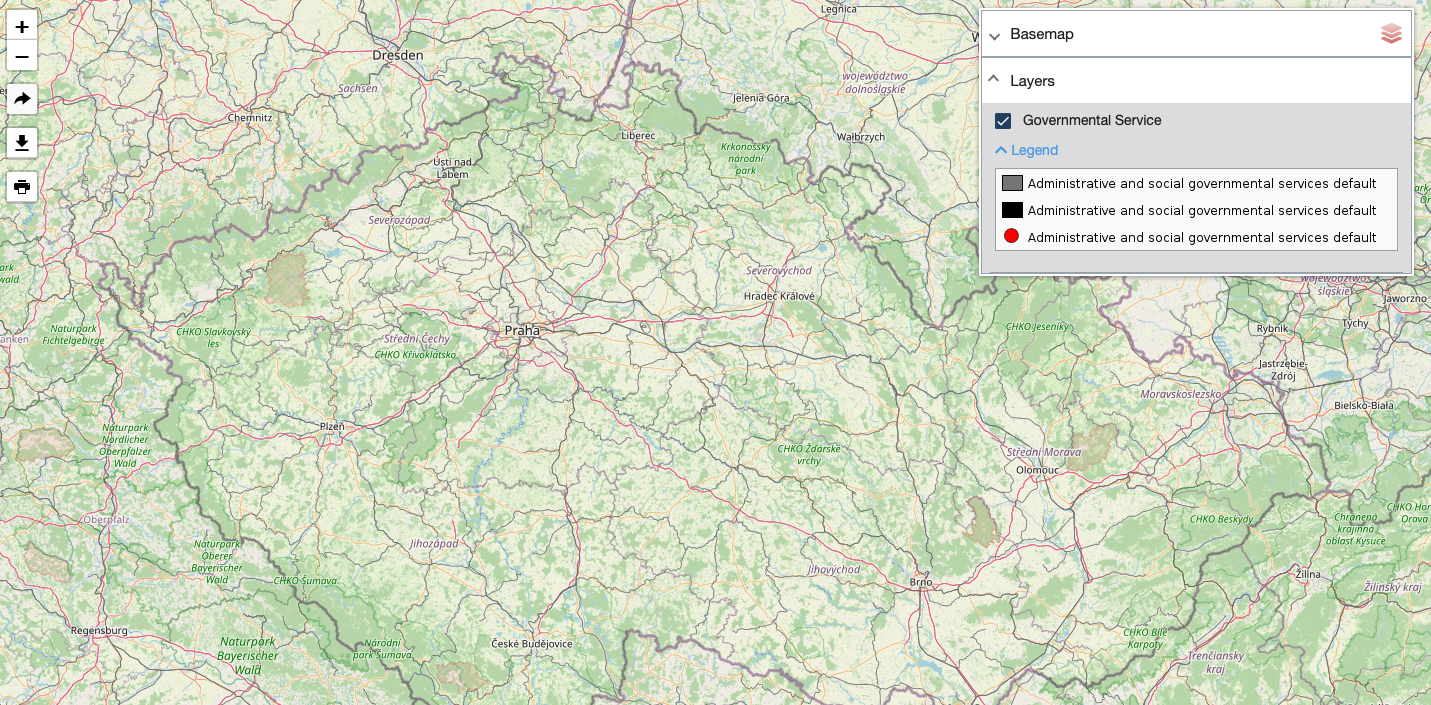 +
−
Legnica
Dresden
Sachsen
województwo
dolnośląskie
Jelenia Góra
Chemnitz
Liberec
Wałbrzych
Krkonošský
národní
park
Ústí nad
Labem
Severozápad
Basemap
Layers
Governmental Service
Legend
Administrative and social governmental services default
Administrative and social governmental services default
Administrative and social governmental services default
Severovýchod
Hradec Králové
Praha
Střední Čechy
CHKO Křivoklátsko
CHKO Slavkovský
les
Naturpark
Fichtelgebirge
CHKO Jeseníky
śląskie
Jaworzno
Rybnik
Tychy
Jastrzębie-
Zdrój
Moravskoslezsko
Bielsko-Biała
Plzeň
Naturpark
Nördlicher
Oberpfälzer
Wald
CHKO Žďárské
vrchy
Střední Morava
Olomouc
Oberpfalz
CHKO Beskydy
Chránená
krajinná
oblast Kysuce
CHKO Hor
Orava
Jihozápad
Naturpark
Oberer
Bayerischer
Wald
CHKO Šumava
Jihovýchod
Brno
Žilina
Žilinský kraj
Regensburg
Naturpark
Bayerischer
Wald
Národní
park Šumava
České Budějovice
CHKO Bílé
Karpaty
Trenčiansky
kraj